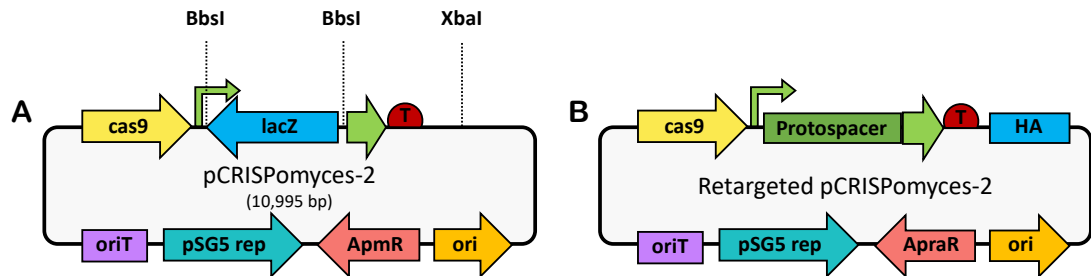 BbsI BbsI XbaI
A
cas9 lacZ T
pCRISPomyces-2
(10,995 bp)
oriT pSG5 rep ApmR ori
B
cas9 Protospacer T HA
Retargeted pCRISPomyces-2
oriT pSG5 rep ApraR ori